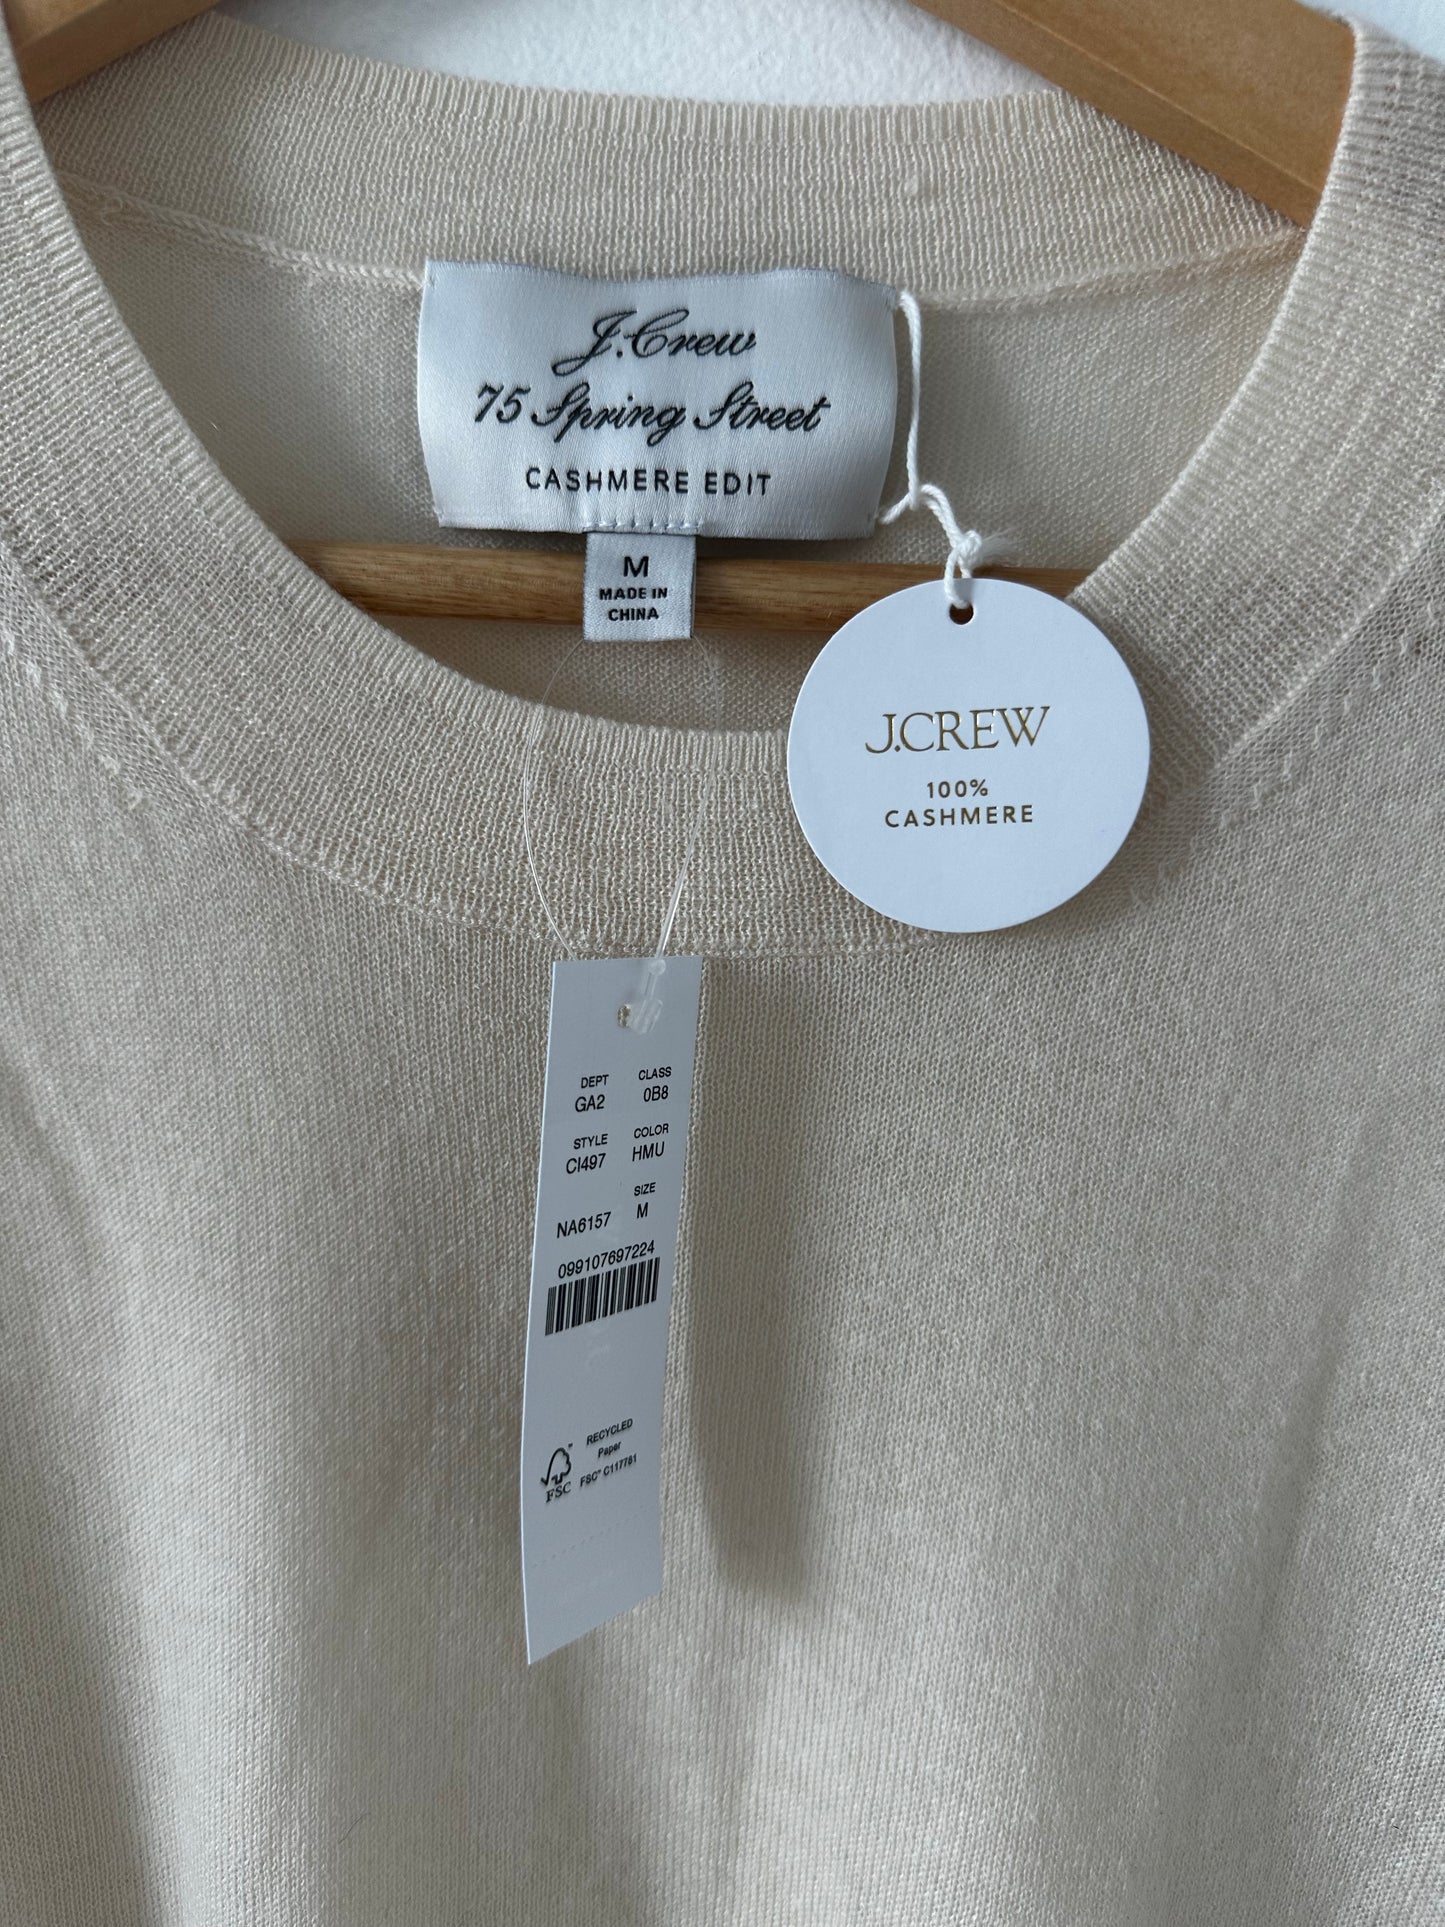 J.Crew
75 Spring Street
CASHMERE EDIT
M
MADE IN
CHINA
J.CREW
100%
CASHMERE
DEPT CLASS
GA2 0B8
STYLE COLOR
CI497 HMU
SIZE
NA6157 M
099107697224
RECYCLED
Paper
FSC® C117781
FSC